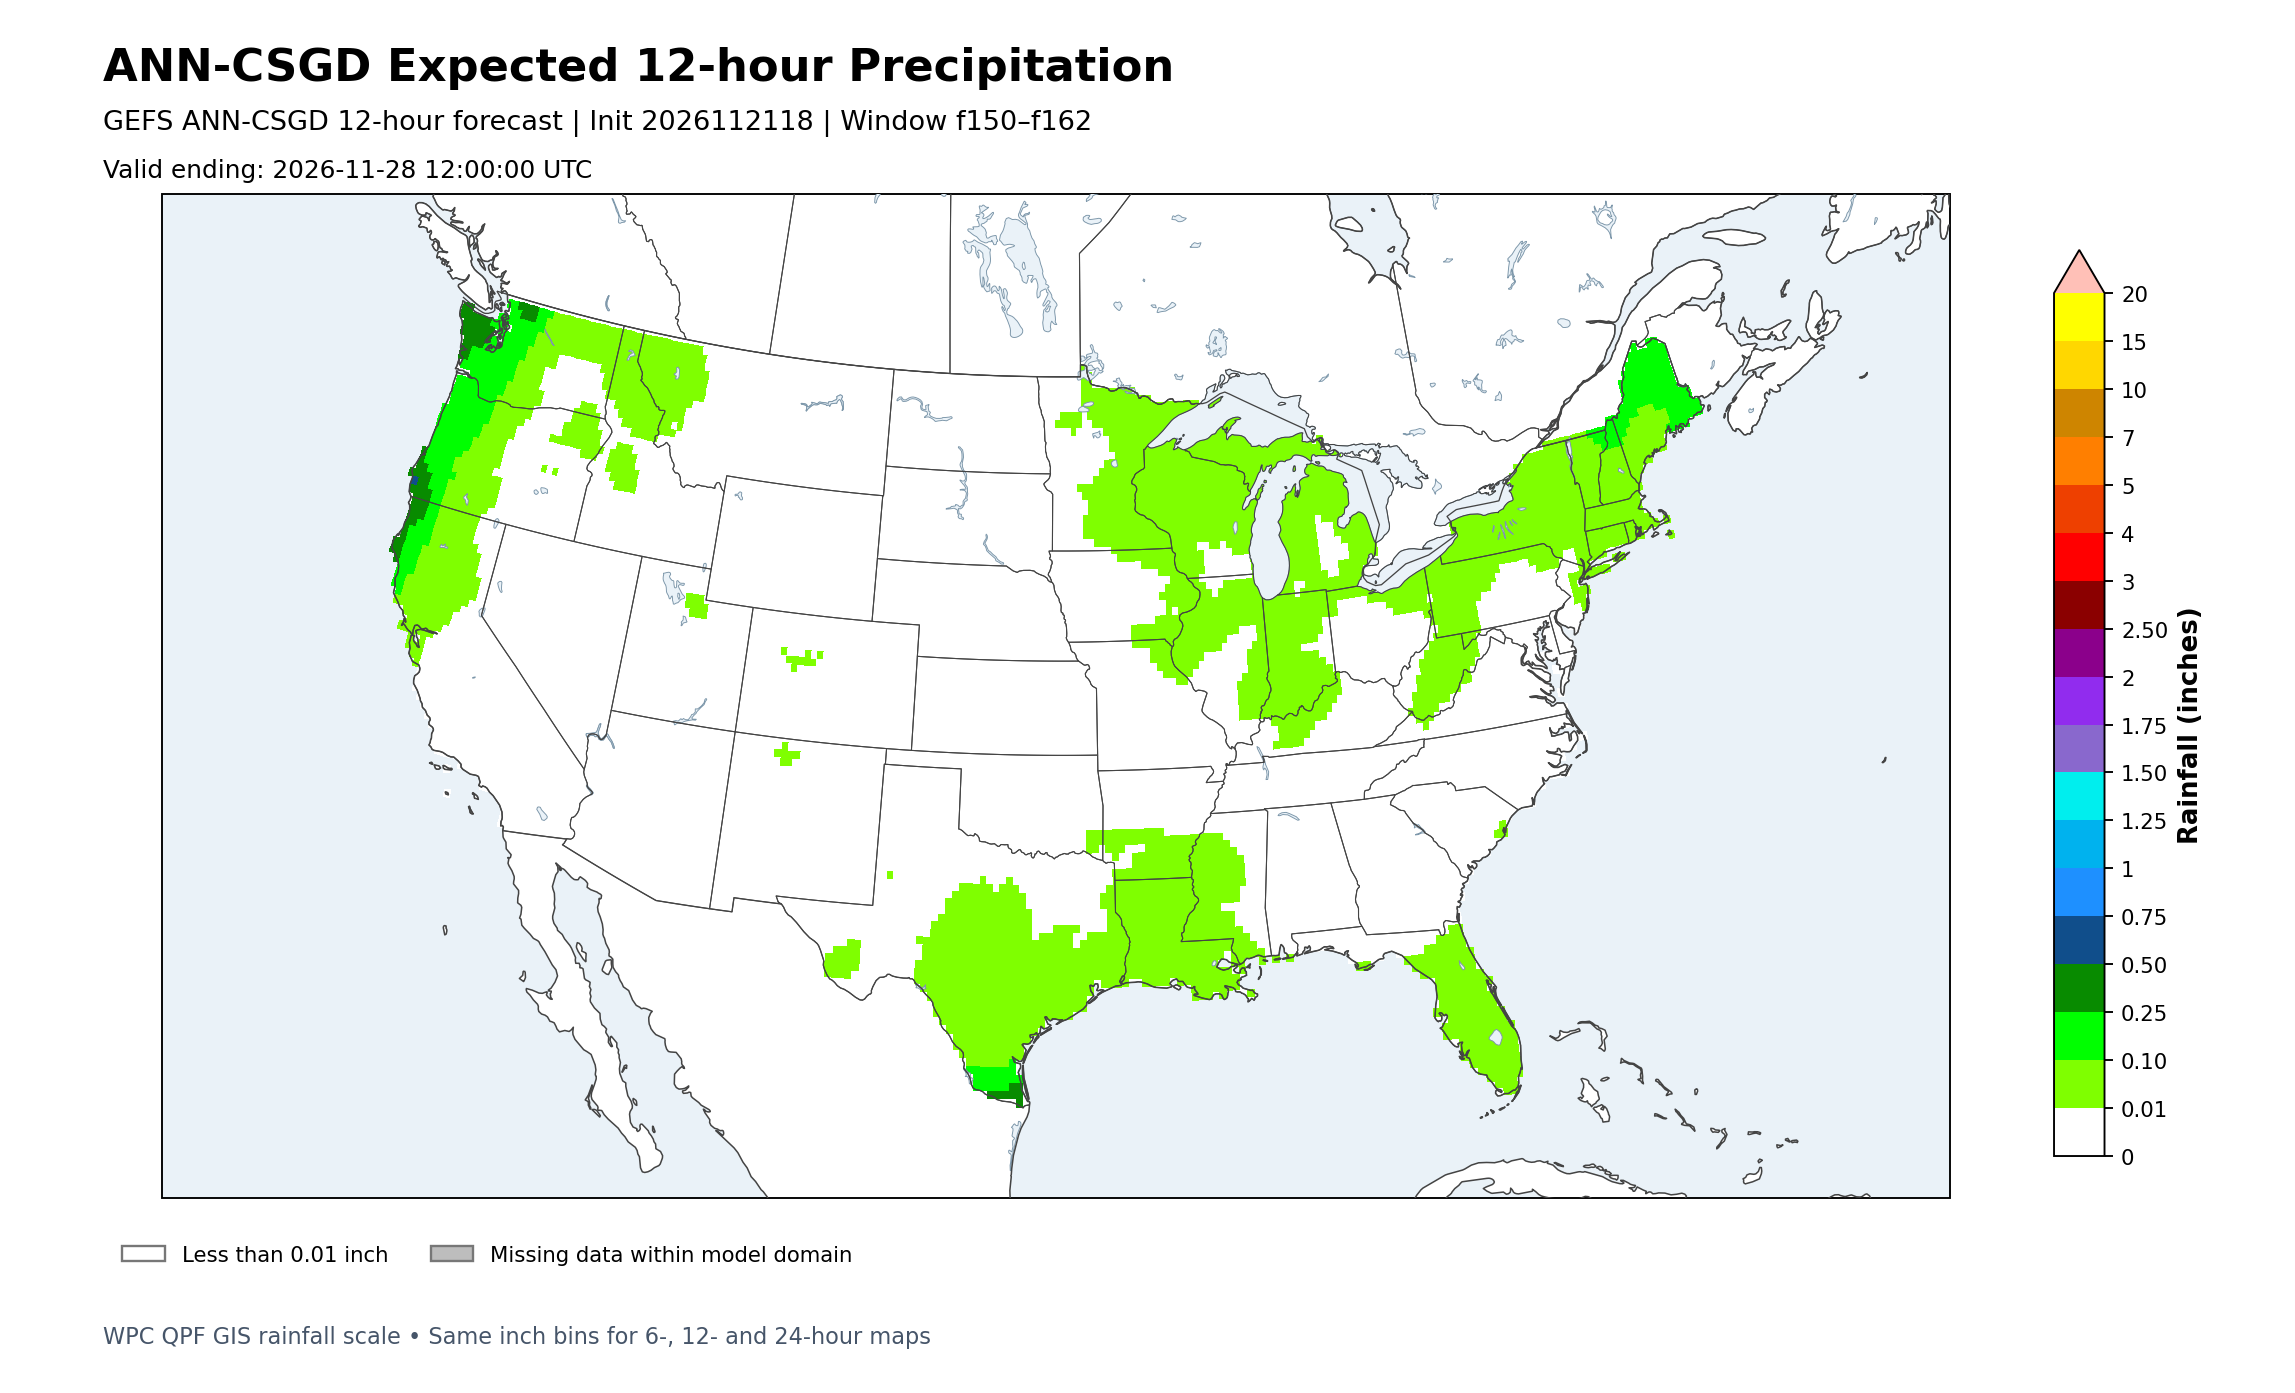 ANN-CSGD Expected 12-hour Precipitation
GEFS ANN-CSGD 12-hour forecast | Init 2026112118 | Window f150–f162
Valid ending: 2026-11-28 12:00:00 UTC
20
15
10
7
5
4
3
2.50
2
1.75
1.50
1.25
1
0.75
0.50
0.25
0.10
0.01
0
Rainfall (inches)
Less than 0.01 inch
Missing data within model domain
WPC QPF GIS rainfall scale • Same inch bins for 6-, 12- and 24-hour maps